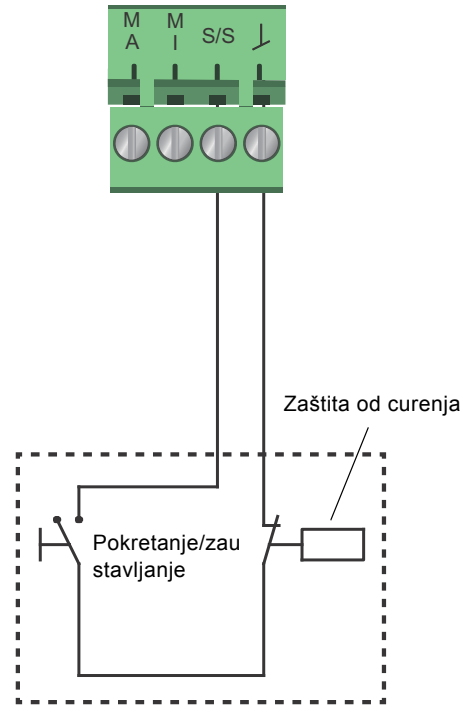 M
A
M
I
S/S
Zaštita od curenja
Pokretanje/zau
stavljanje